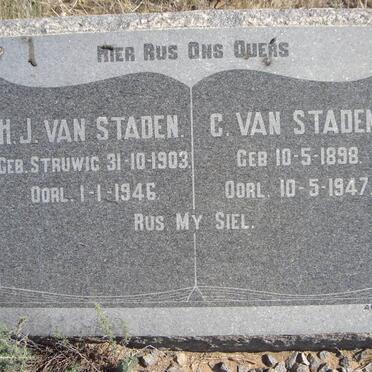 HIER RUS ONS OUERS
H.J. VAN STADEN.
GEB. STRUWIG 31-10-1903.
OORL. 1-1-1946.
C. VAN STADEN
GEB 10-5-1898.
OORL. 10-5-1947.
RUS MY SIEL.